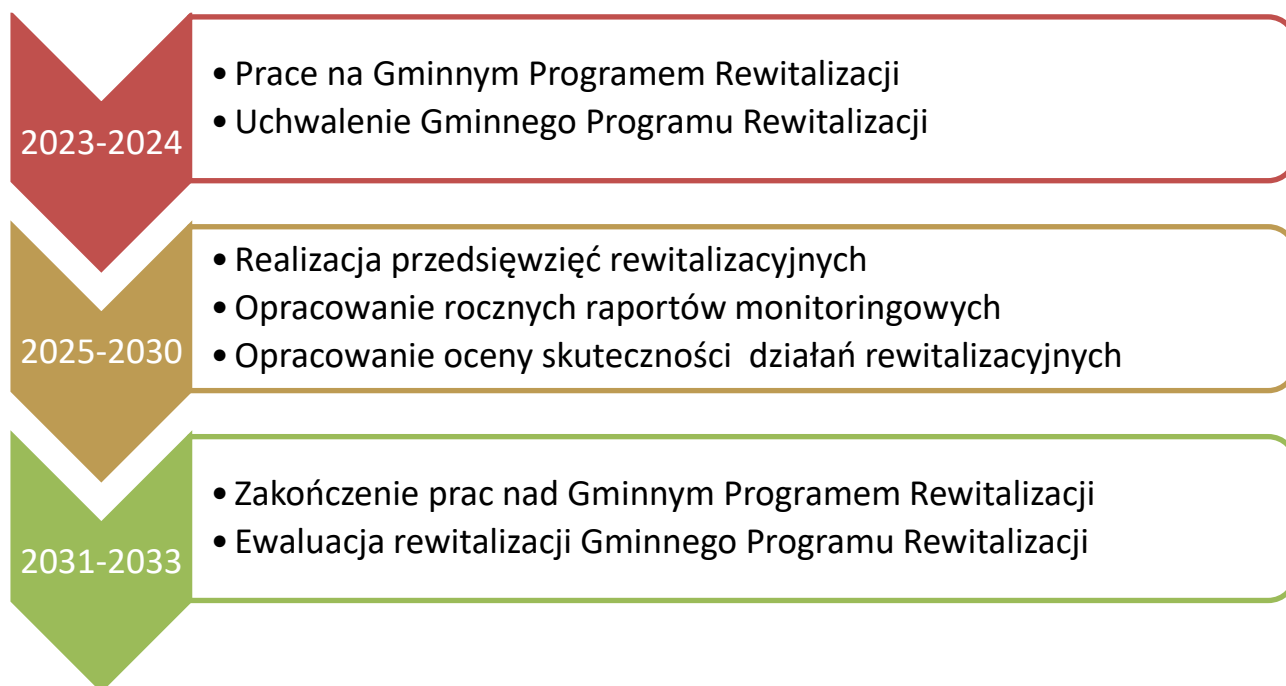 2023-2024
• Prace na Gminnym Programem Rewitalizacji
• Uchwalenie Gminnego Programu Rewitalizacji
2025-2030
• Realizacja przedsięwzięć rewitalizacyjnych
• Opracowanie rocznych raportów monitoringowych
• Opracowanie oceny skuteczności działań rewitalizacyjnych
2031-2033
• Zakończenie prac nad Gminnym Programem Rewitalizacji
• Ewaluacja rewitalizacji Gminnego Programu Rewitalizacji